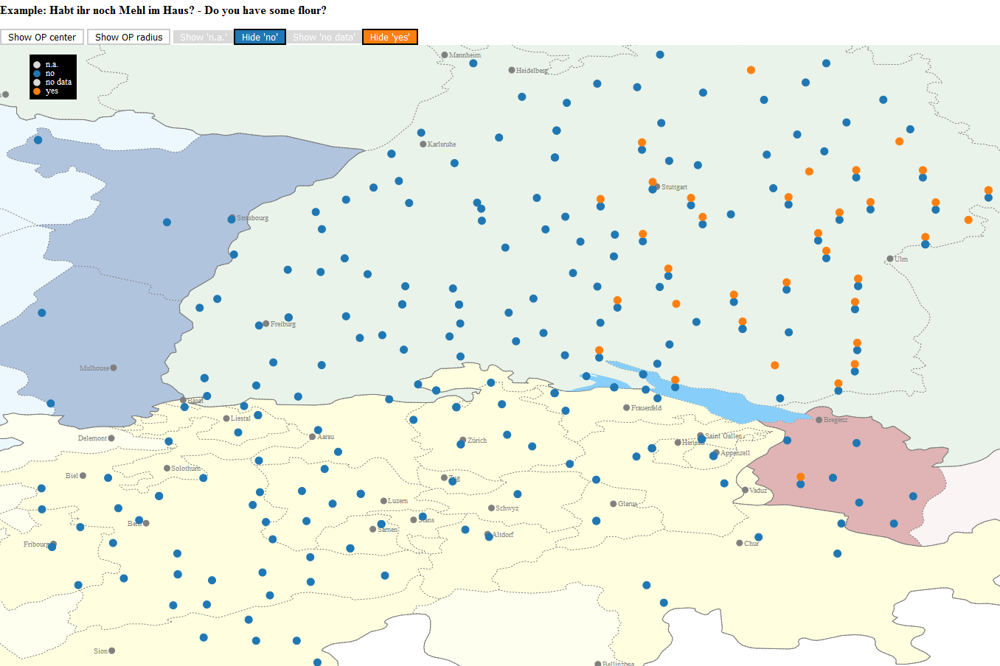 Example: Habt ihr noch Mehl im Haus? - Do you have some flour?
Show OP center Show OP radius Show 'n.a.' Hide 'no' Show 'no data' Hide 'yes'
n.a.
no
no data
yes
Mannheim
Heidelberg
Karlsruhe
Stuttgart
Strasbourg
Ulm
Freiburg
Mulhouse
Basel
Frauenfeld
Liestal
Bregenz
Delemont
Aarau
Zürich
Saint Gallen
Herisau
Appenzell
Solothurn
Biel
Zug
Vaduz
Luzern
Schwyz
Glarus
Stans
Bern
Sarnen
Altdorf
Fribourg
Chur
Sion
Bellinzona